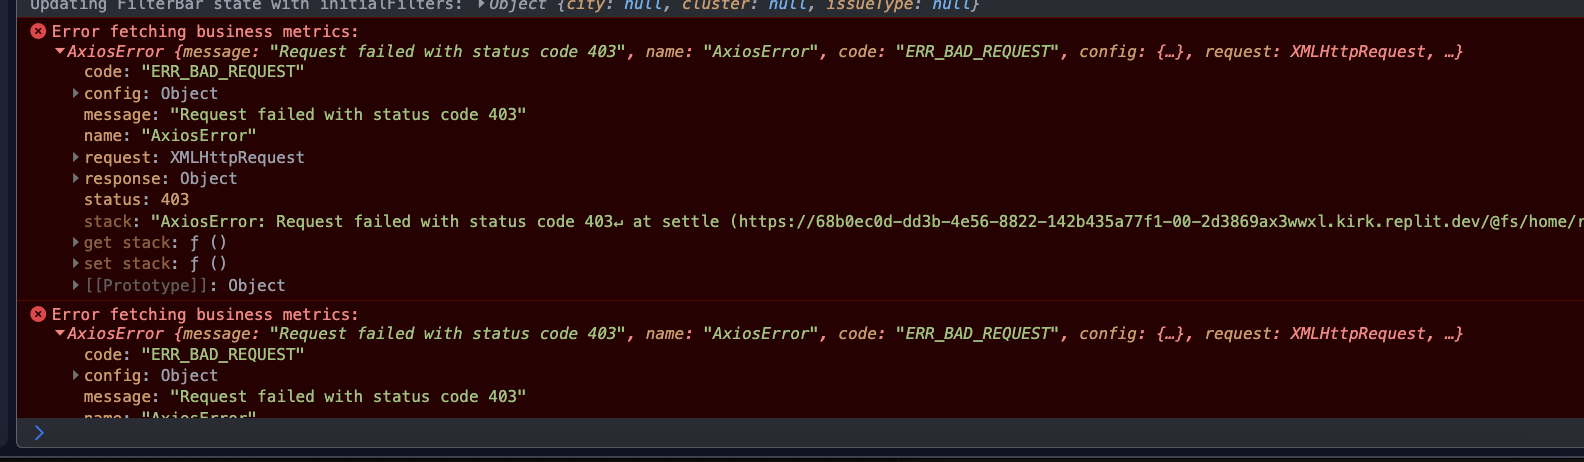 Updating FilterBar state with initialFilters: Object {city: null, cluster: null, issueType: null}
Error fetching business metrics:
AxiosError {message: "Request failed with status code 403", name: "AxiosError", code: "ERR_BAD_REQUEST", config: {…}, request: XMLHttpRequest, …}
code: "ERR_BAD_REQUEST"
config: Object
message: "Request failed with status code 403"
name: "AxiosError"
request: XMLHttpRequest
response: Object
status: 403
stack: "AxiosError: Request failed with status code 403↵ at settle (https://68b0ec0d-dd3b-4e56-8822-142b435a77f1-00-2d3869ax3wwxl.kirk.replit.dev/@fs/home/r
get stack: ƒ ()
set stack: ƒ ()
[[Prototype]]: Object
Error fetching business metrics:
AxiosError {message: "Request failed with status code 403", name: "AxiosError", code: "ERR_BAD_REQUEST", config: {…}, request: XMLHttpRequest, …}
code: "ERR_BAD_REQUEST"
config: Object
message: "Request failed with status code 403"
name: "AxiosError"